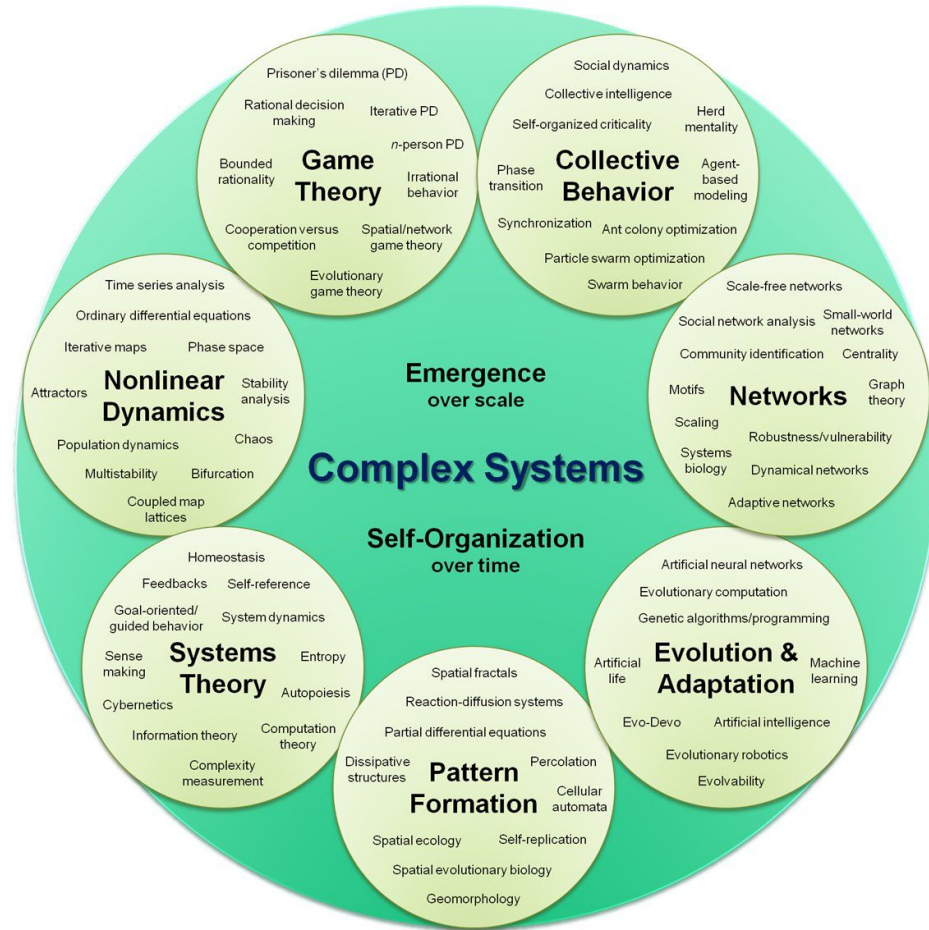 Prisoner's dilemma (PD)
Rational decision
making
Iterative PD
n-person PD
Game
Theory
Bounded
rationality
Irrational
behavior
Cooperation versus
competition
Spatial/network
game theory
Evolutionary
game theory
Social dynamics
Collective intelligence
Self-organized criticality
Herd
mentality
Collective
Behavior
Phase
transition
Agent-
based
modeling
Synchronization
Ant colony optimization
Particle swarm optimization
Swarm behavior
Time series analysis
Ordinary differential equations
Iterative maps
Phase space
Attractors
Nonlinear
Dynamics
Stability
analysis
Population dynamics
Chaos
Multistability
Bifurcation
Coupled map
lattices
Emergence
over scale
Complex Systems
Self-Organization
over time
Scale-free networks
Social network analysis
Small-world
networks
Community identification
Centrality
Motifs
Networks
Graph
theory
Scaling
Robustness/vulnerability
Systems
biology
Dynamical networks
Adaptive networks
Homeostasis
Feedbacks
Self-reference
Goal-oriented/
guided behavior
System dynamics
Sense
making
Systems
Theory
Entropy
Cybernetics
Autopoiesis
Information theory
Computation
theory
Complexity
measurement
Spatial fractals
Reaction-diffusion systems
Partial differential equations
Dissipative
structures
Pattern
Formation
Percolation
Cellular
automata
Spatial ecology
Self-replication
Spatial evolutionary biology
Geomorphology
Artificial neural networks
Evolutionary computation
Genetic algorithms/programming
Artificial
life
Evolution &
Adaptation
Machine
learning
Evo-Devo
Artificial intelligence
Evolutionary robotics
Evolvability